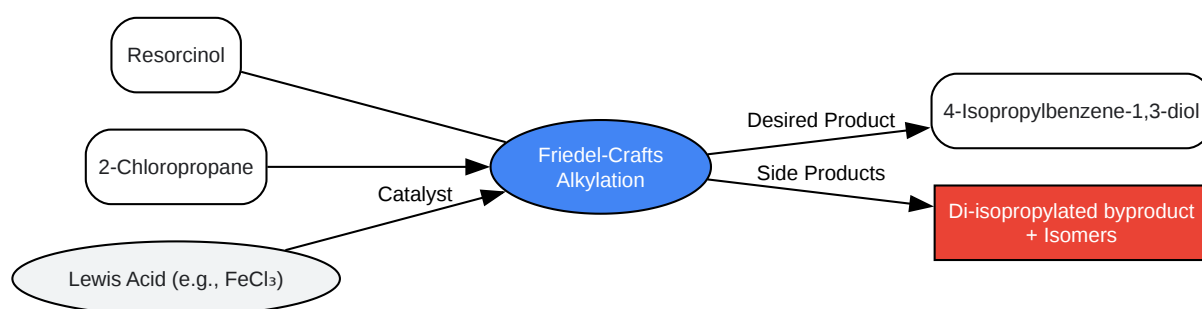 Resorcinol
2-Chloropropane
Catalyst
Lewis Acid (e.g., FeCl₃)
Friedel-Crafts
Alkylation
Desired Product
Side Products
4-Isopropylbenzene-1,3-diol
Di-isopropylated byproduct
+ Isomers